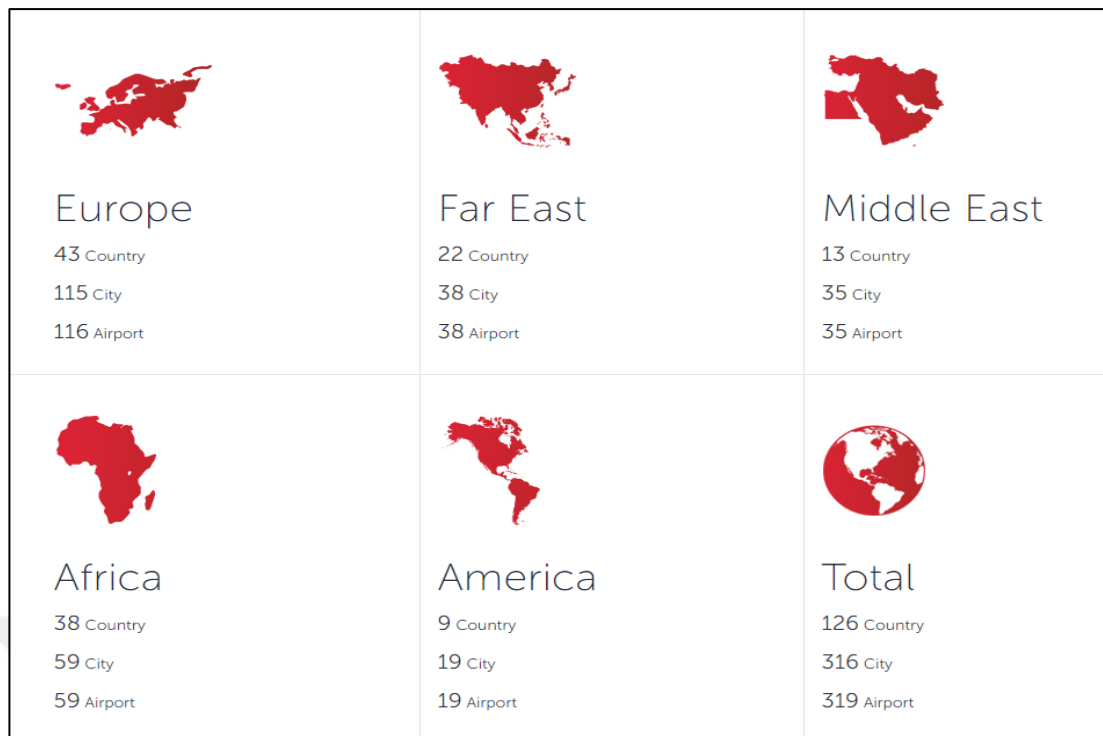 Europe
43 Country
115 City
116 Airport
Far East
22 Country
38 City
38 Airport
Middle East
13 Country
35 City
35 Airport
Africa
38 Country
59 City
59 Airport
America
9 Country
19 City
19 Airport
Total
126 Country
316 City
319 Airport